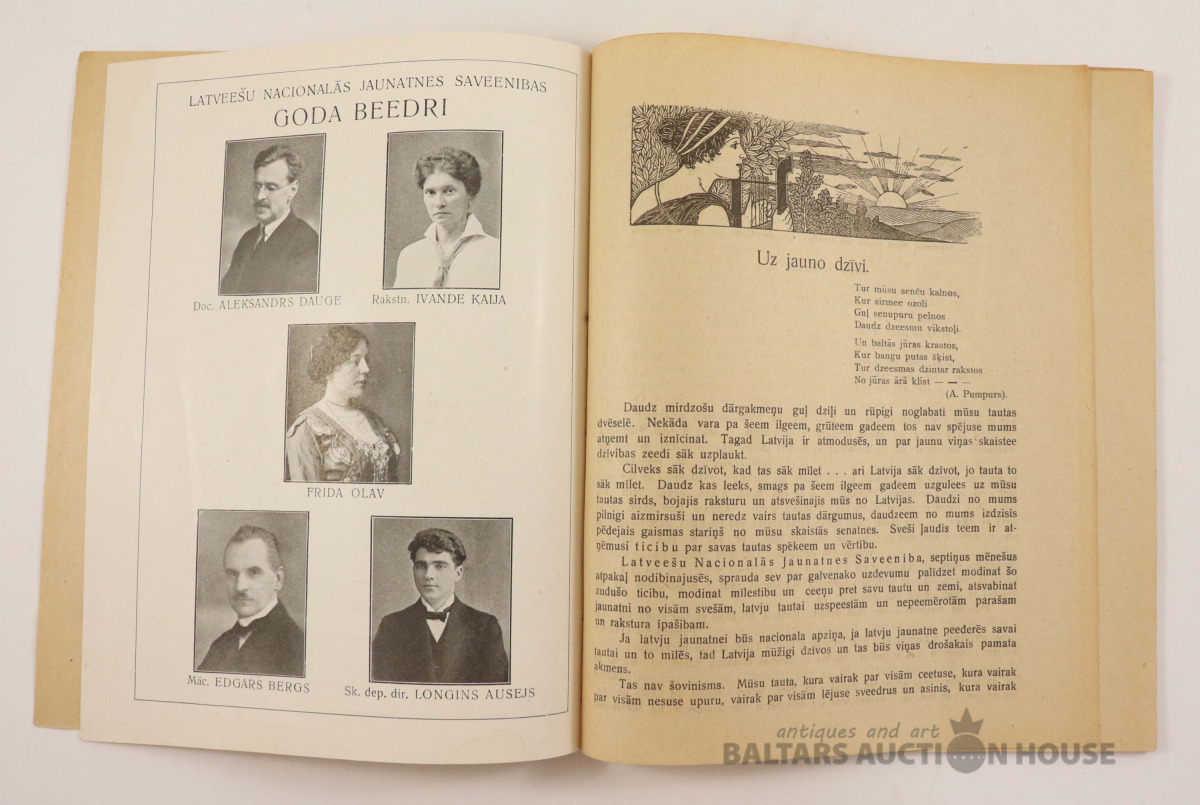 LATVEEŠU NACIONALĀS JAUNATNES SAVEENIBAS
GODA BEEDRI
Doc. ALEKSANDRS DAUGE
Rakstn. IVANDE ĶAIJA
FRIDA OLAV
Māc. EDGARS BERGS
Sk. dep. dir. LONGINS AUSEJS
Uz jauno dzīvi.
Tur mūsu senču kalnos,
Kur sirmee ozoli
Guļ senupuru pelnos
Daudz dzeesmu vikstoļi.
Un baltās jūras krastos,
Kur bangu putas šķist,
Tur dzeesmas dzintar rakstos
No jūras ārā klīst — — —
(A. Pumpurs).
Daudz mirdzošu dārgakmeņu guļ dziļi un rūpigi noglabati mūsu tautas
dvēselē. Nekāda vara pa šeem ilgeem, grūteem gadeem tos nav spējuse mums
atņemt un iznīcinat. Tagad Latvija ir atmodusēs, un par jaunu viņas skaistee
dzīvibas zeedi sāk uzplaukt.
Cilveks sāk dzīvot, kad tas sāk mīlet . . . ari Latvija sāk dzīvot, jo tauta to
sāk mīlet. Daudz kas leeks, smags pa šeem ilgeem gadeem uzgulees uz mūsu
tautas sirds, bojajis raksturu un atsvešinajis mūs no Latvijas. Daudzi no mums
pilnigi aizmirsuši un neredz vairs tautas dārgumus, daudzeem no mums izdzisis
pēdejais gaismas stariņš no mūsu skaistās senatnes. Sveši ļaudis teem ir at-
ņēmusi ticibu par savas tautas spēkeem un vērtibu.
Latveešu Nacionalās Jaunatnes Saveeniba, septiņus mēnešus
atpakaļ nodibinajusēs, sprauda sev par galvenako uzdevumu palīdzet modinat šo
zudušo ticibu, modinat mīlestibu un ceeņu pret savu tautu un zemi, atsvabinat
jaunatni no visām svešām, latvju tautai uzspeestām un nepeemērotām parašam
un rakstura īpašibam.
Ja latvju jaunatnei būs nacionala apziņa, ja latvju jaunatne peederēs savai
tautai un to milēs, tad Latvija mūžigi dzīvos un tas būs viņas drošakais pamata
akmens.
Tas nav šovinisms. Mūsu tauta, kura vairak par visām ceetuse, kura vairak
par visām nesuse upuru, vairak par visām lējuse sveedrus un asinis, kura vairak
antiques and art
BALTARS AUCTION HOUSE